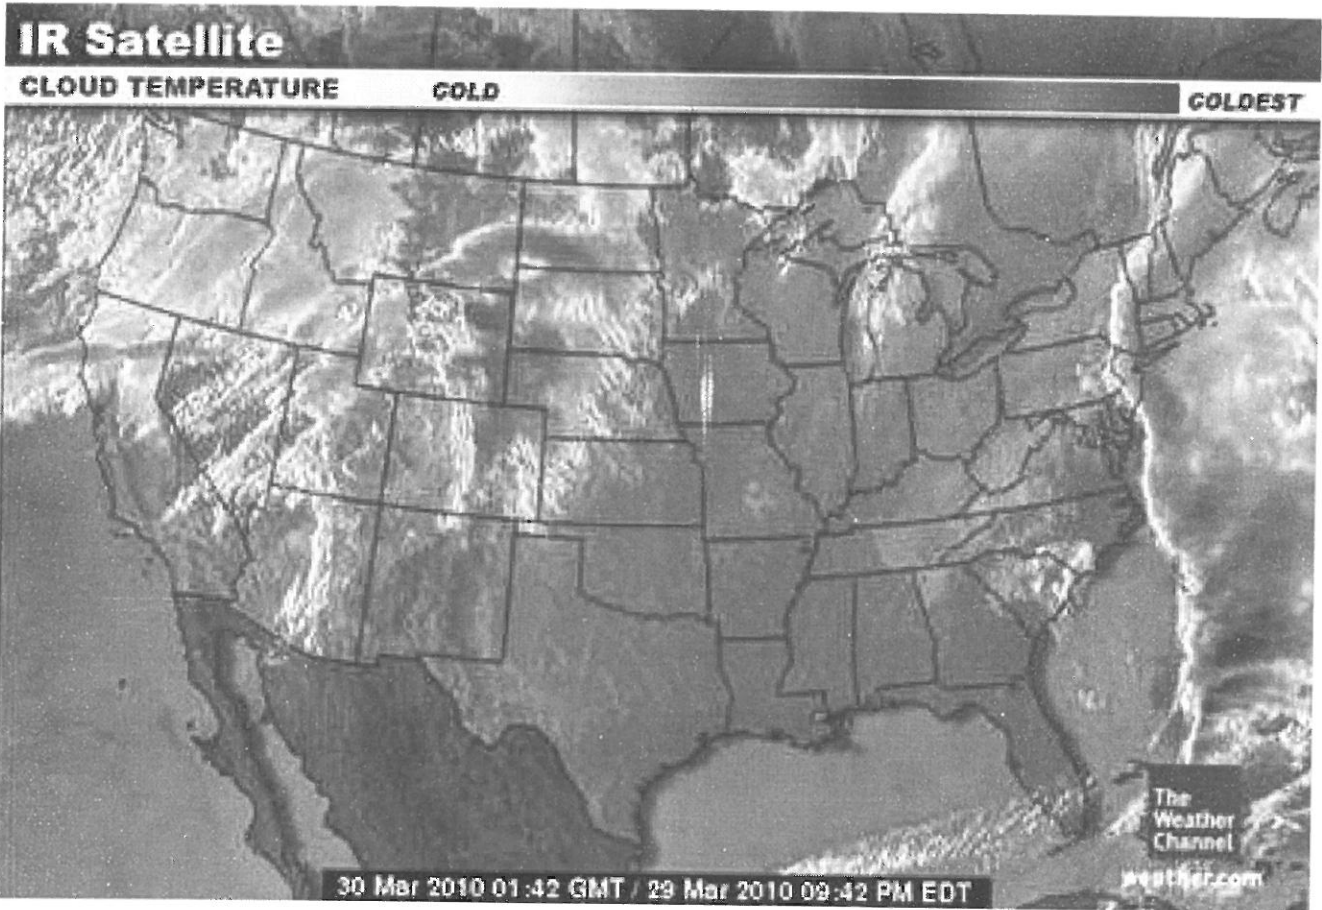 IR Satellite
CLOUD TEMPERATURE COLD COLDEST
The
Weather
Channel
weather.com
30 Mar 2010 01:42 GMT / 29 Mar 2010 09:42 PM EDT